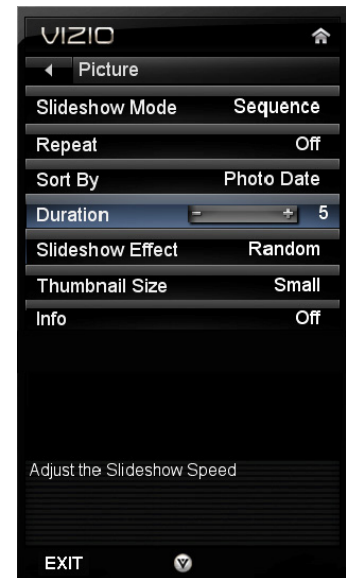 VIZIO
Picture
Slideshow Mode Sequence
Repeat Off
Sort By Photo Date
Duration - + 5
Slideshow Effect Random
Thumbnail Size Small
Info Off
Adjust the Slideshow Speed
EXIT V